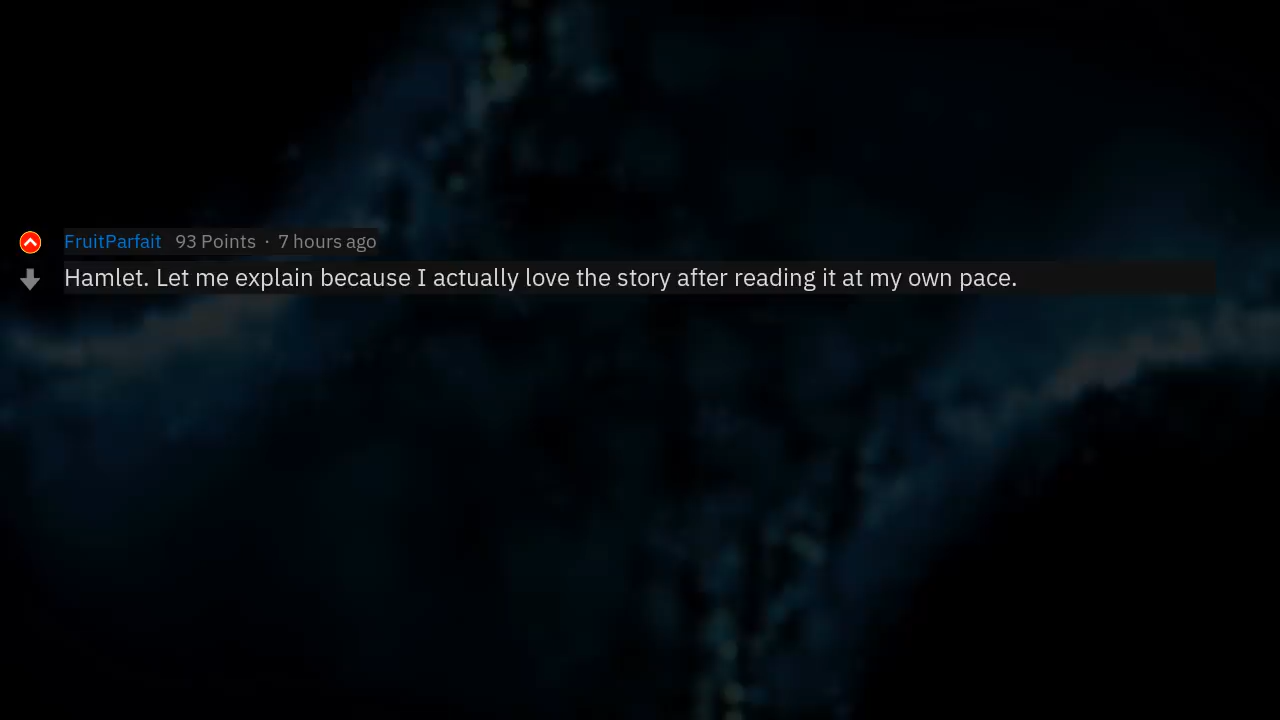 FruitParfait 93 Points · 7 hours ago
Hamlet. Let me explain because I actually love the story after reading it at my own pace.